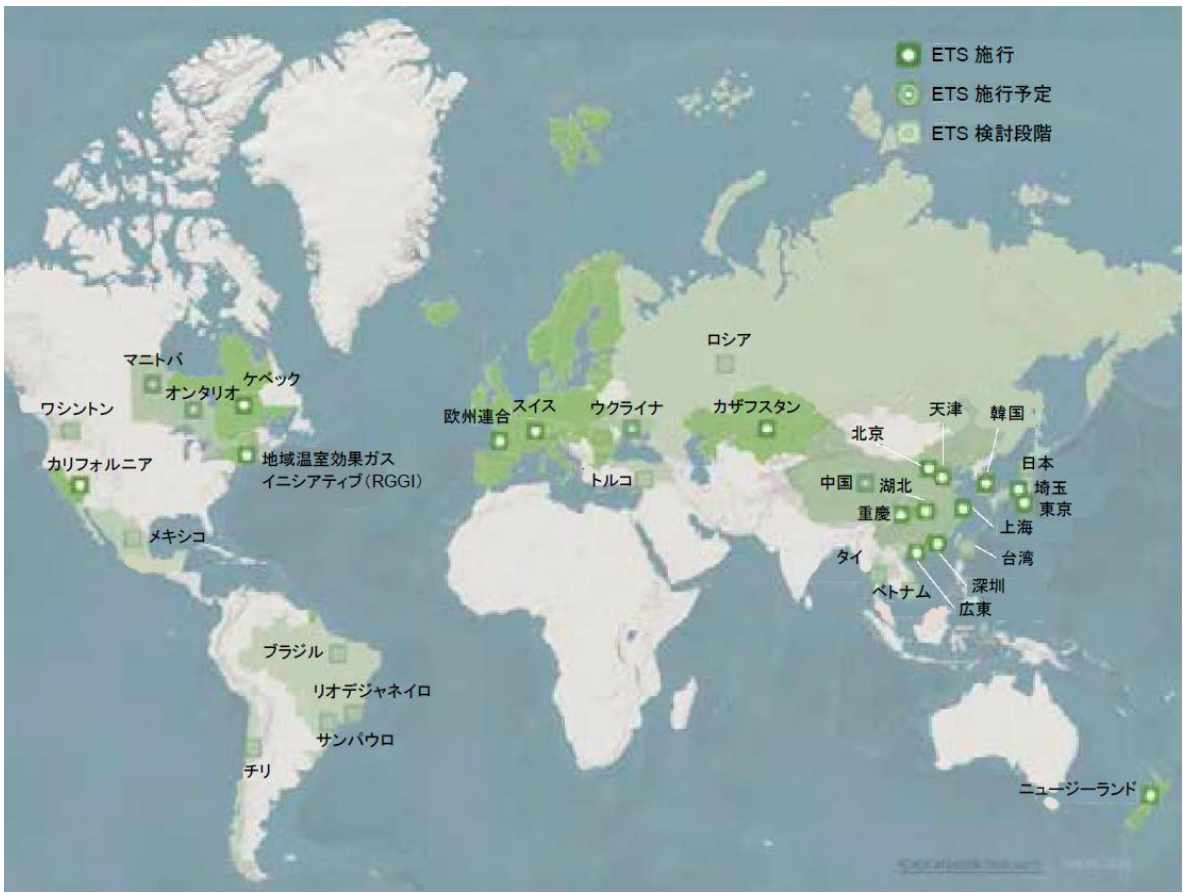 ETS 施行
ETS 施行予定
ETS 検討段階
ロシア
マニトバ
オンタリオ
ケベック
ワシントン
カリフォルニア
地域温室効果ガス
イニシアティブ(RGGI)
メキシコ
欧州連合
スイス
ウクライナ
カザフスタン
トルコ
北京
天津
韓国
日本
埼玉
東京
中国
湖北
重慶
上海
台湾
タイ
ベトナム
深圳
広東
ブラジル
リオデジャネイロ
サンパウロ
チリ
ニュージーランド